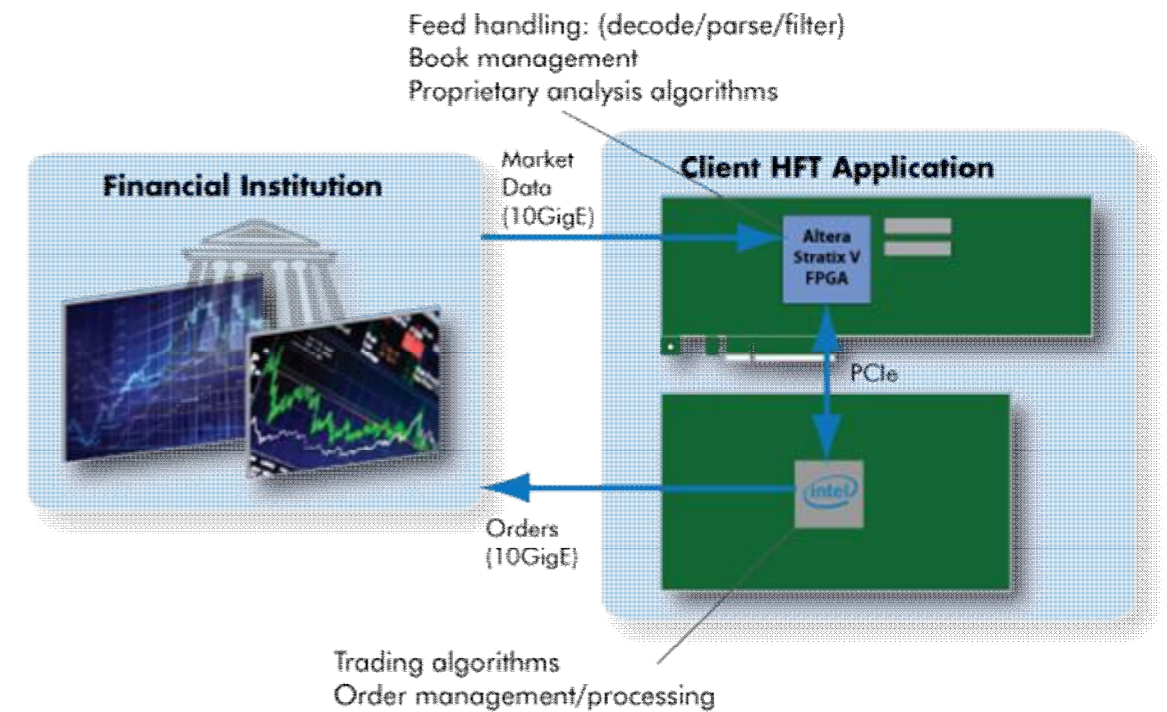 Feed handling: (decode/parse/filter)
Book management
Proprietary analysis algorithms
Financial Institution
Market
Data
(10GigE)
Client HFT Application
Altera
Stratix V
FPGA
PCIe
intel
Orders
(10GigE)
Trading algorithms
Order management/processing